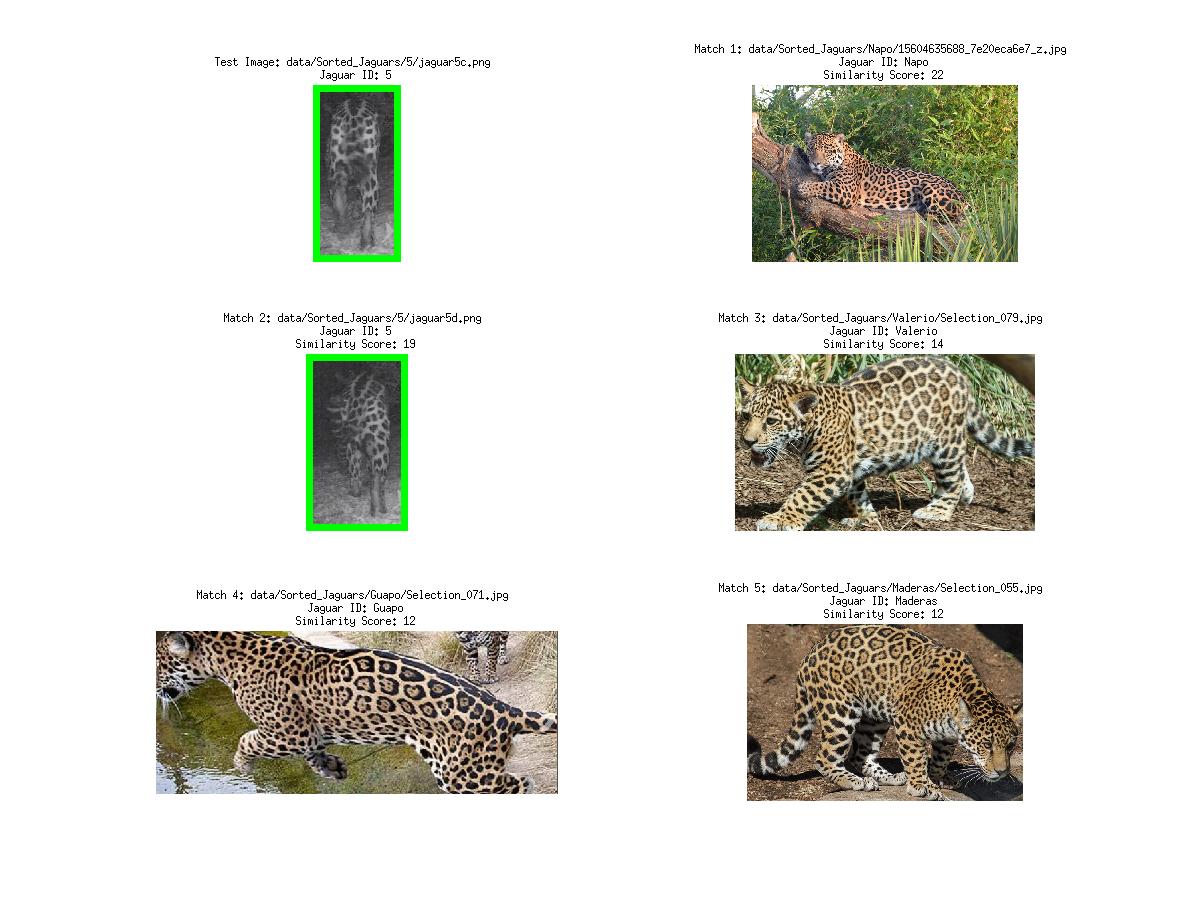 Test Image: data/Sorted_Jaguars/5/jaguar5c.png
Jaguar ID: 5
Match 1: data/Sorted_Jaguars/Napo/15604635688_7e20eca6e7_z.jpg
Jaguar ID: Napo
Similarity Score: 22
Match 2: data/Sorted_Jaguars/5/jaguar5d.png
Jaguar ID: 5
Similarity Score: 19
Match 3: data/Sorted_Jaguars/Valerio/Selection_079.jpg
Jaguar ID: Valerio
Similarity Score: 14
Match 4: data/Sorted_Jaguars/Guapo/Selection_071.jpg
Jaguar ID: Guapo
Similarity Score: 12
Match 5: data/Sorted_Jaguars/Maderas/Selection_055.jpg
Jaguar ID: Maderas
Similarity Score: 12